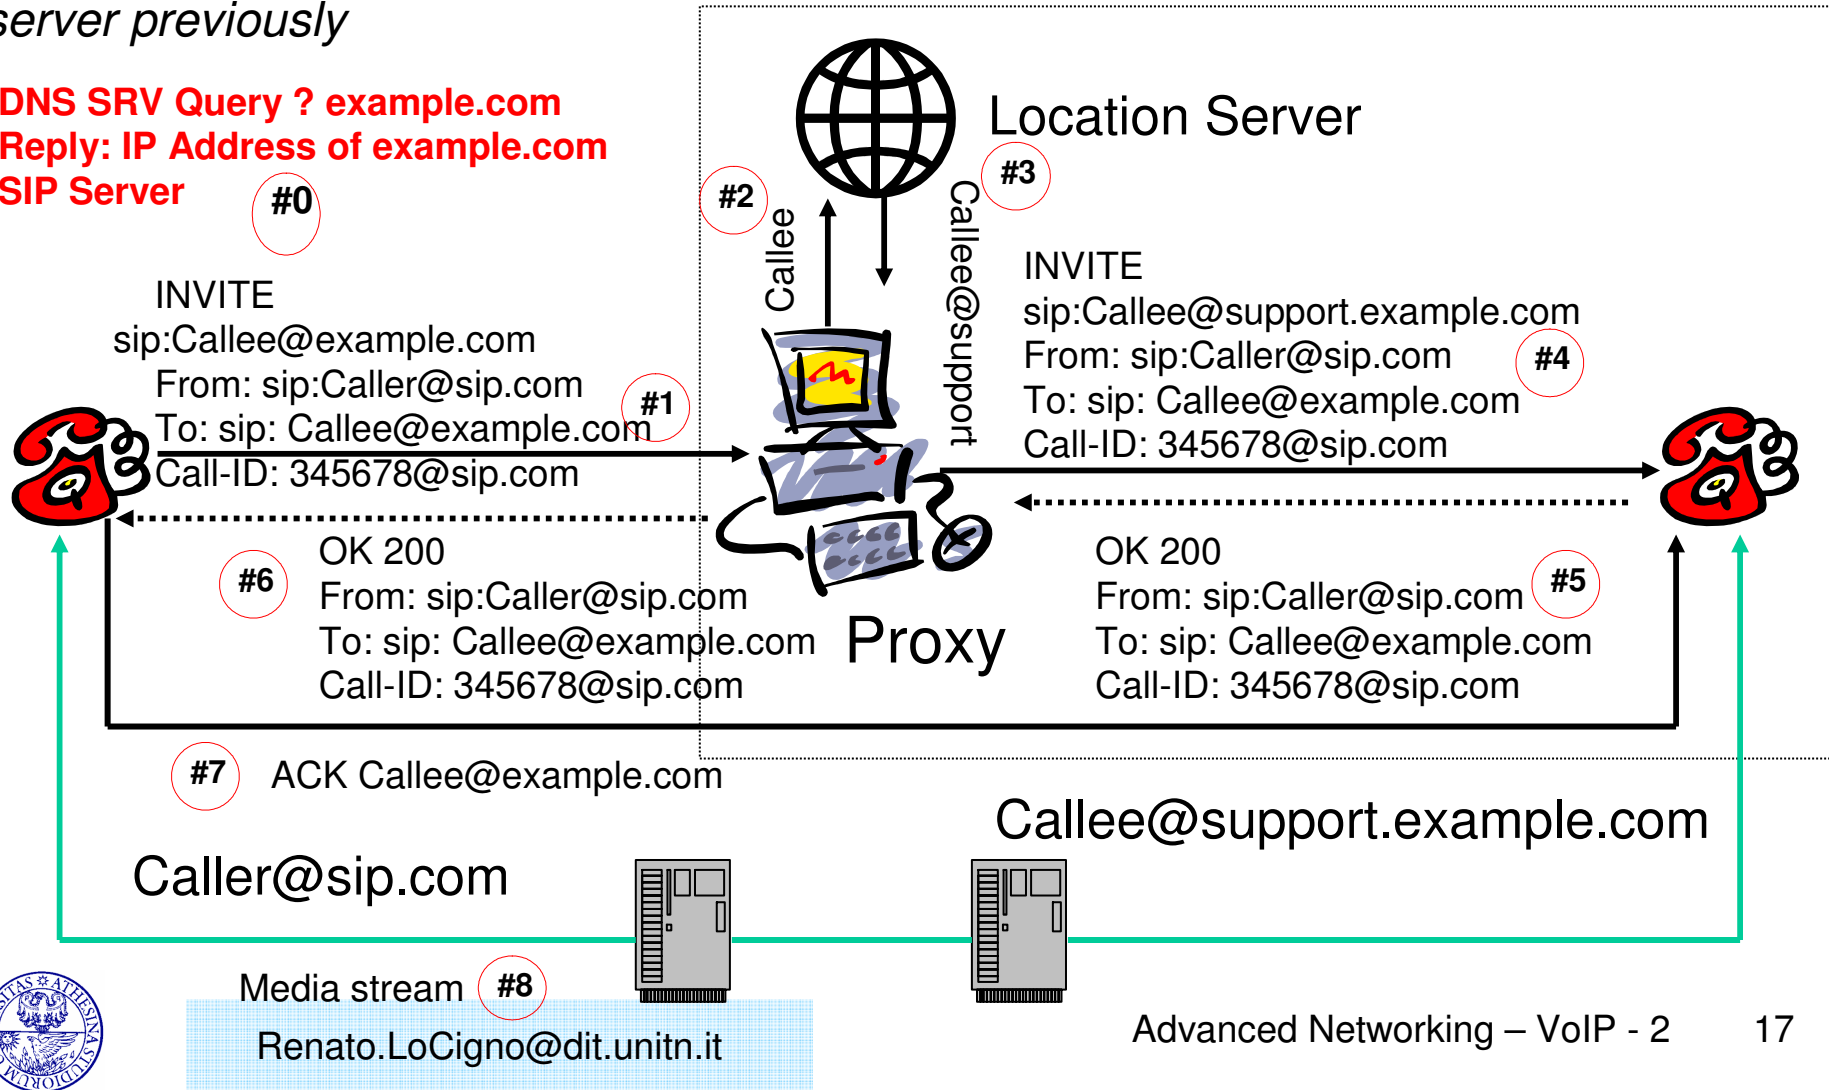 server previously
DNS SRV Query ? example.com
Reply: IP Address of example.com
SIP Server
#0
Location Server
#2
#3
Callee
Callee@support
INVITE
sip:Callee@example.com
From: sip:Caller@sip.com
To: sip: Callee@example.com
Call-ID: 345678@sip.com
#1
INVITE
sip:Callee@support.example.com
From: sip:Caller@sip.com
To: sip: Callee@example.com
Call-ID: 345678@sip.com
#4
OK 200
From: sip:Caller@sip.com
To: sip: Callee@example.com
Call-ID: 345678@sip.com
#6
Proxy
OK 200
From: sip:Caller@sip.com
To: sip: Callee@example.com
Call-ID: 345678@sip.com
#5
#7
ACK Callee@example.com
Callee@support.example.com
Caller@sip.com
Media stream
#8
Renato.LoCigno@dit.unitn.it
Advanced Networking – VoIP - 2
17